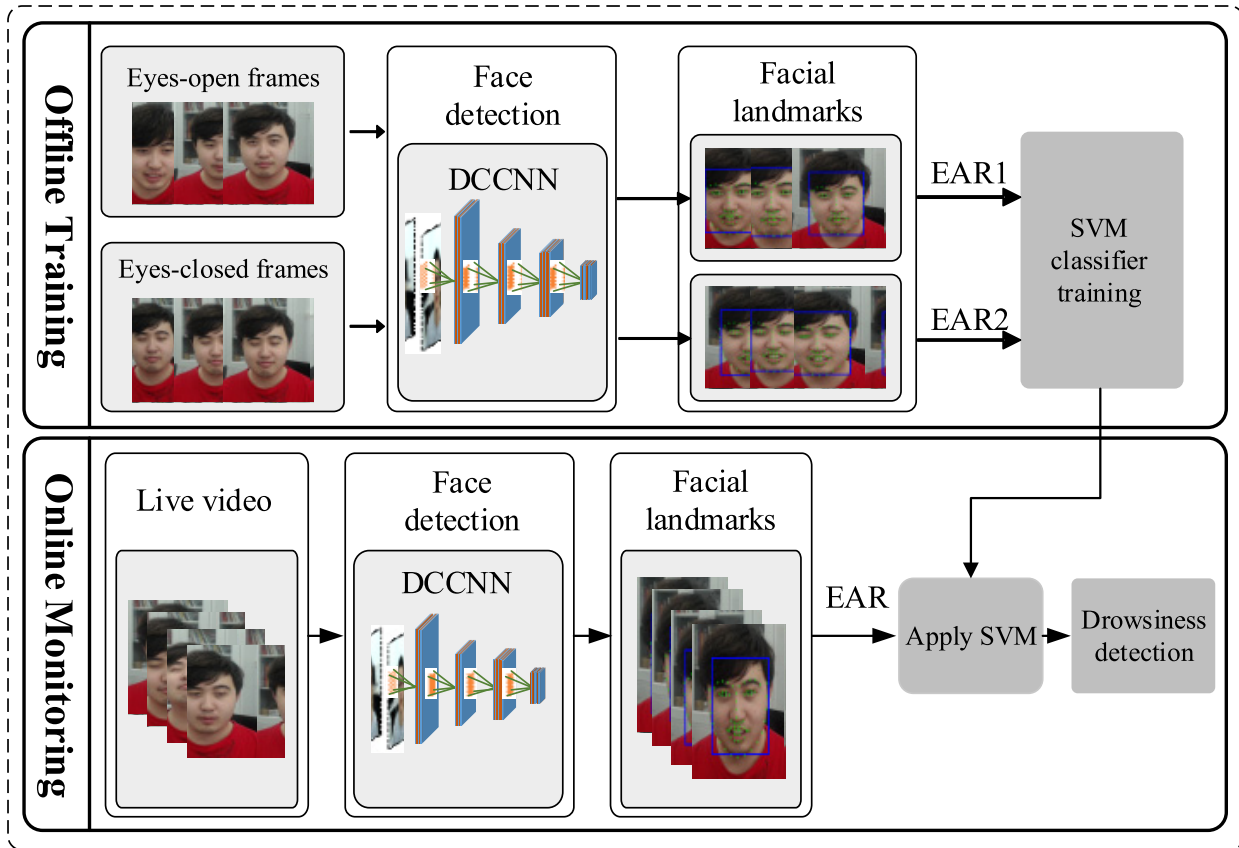 Offline Training
Eyes-open frames
Eyes-closed frames
Face
detection
DCCNN
Facial
landmarks
EAR1
EAR2
SVM
classifier
training
Online Monitoring
Live video
Face
detection
DCCNN
Facial
landmarks
EAR
Apply SVM
Drowsiness
detection